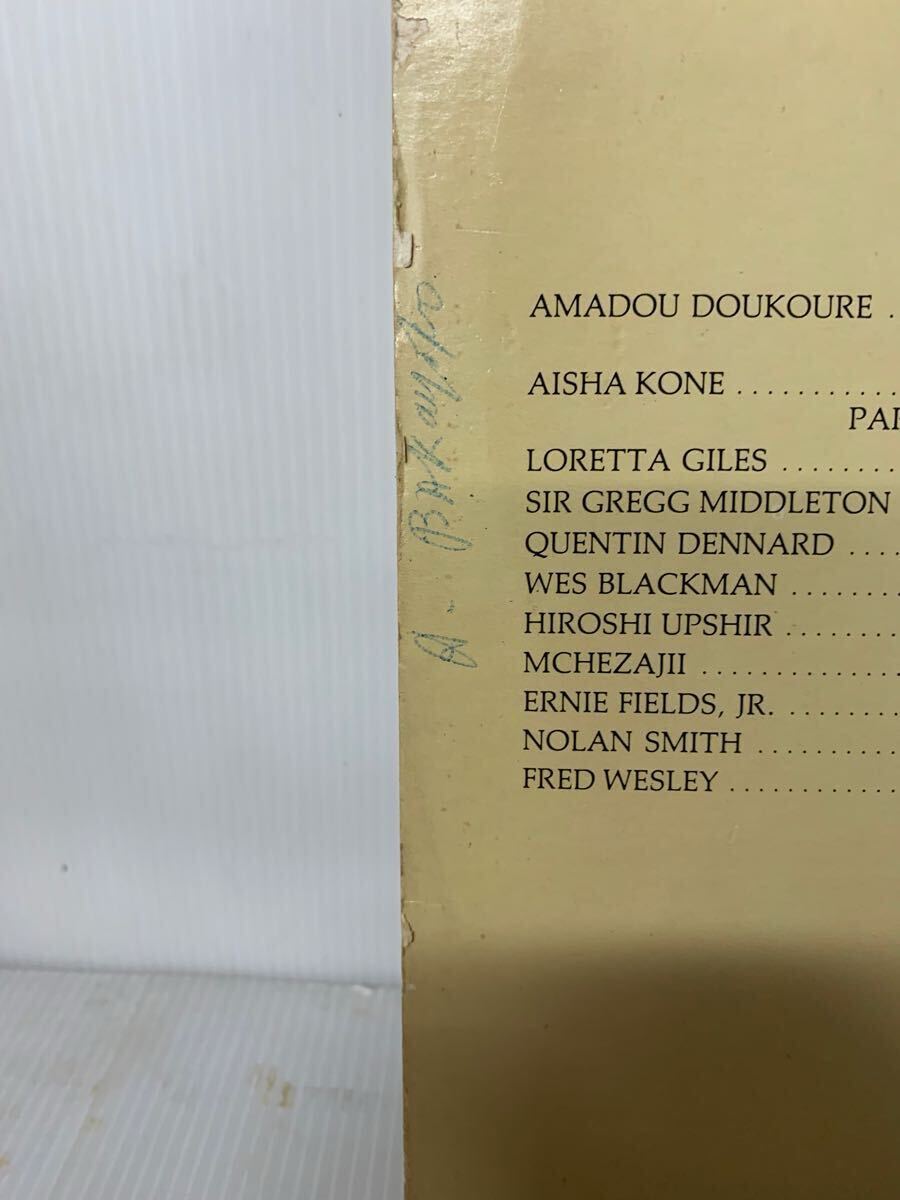 AMADOU DOUKOURE .
AISHA KONE ............
PAR
LORETTA GILES .........
SIR GREGG MIDDLETON
QUENTIN DENNARD ....
WES BLACKMAN ........
HIROSHI UPSHIR .........
MCHEZAJII ...............
ERNIE FIELDS, JR. .........
NOLAN SMITH ...........
FRED WESLEY .............
A.